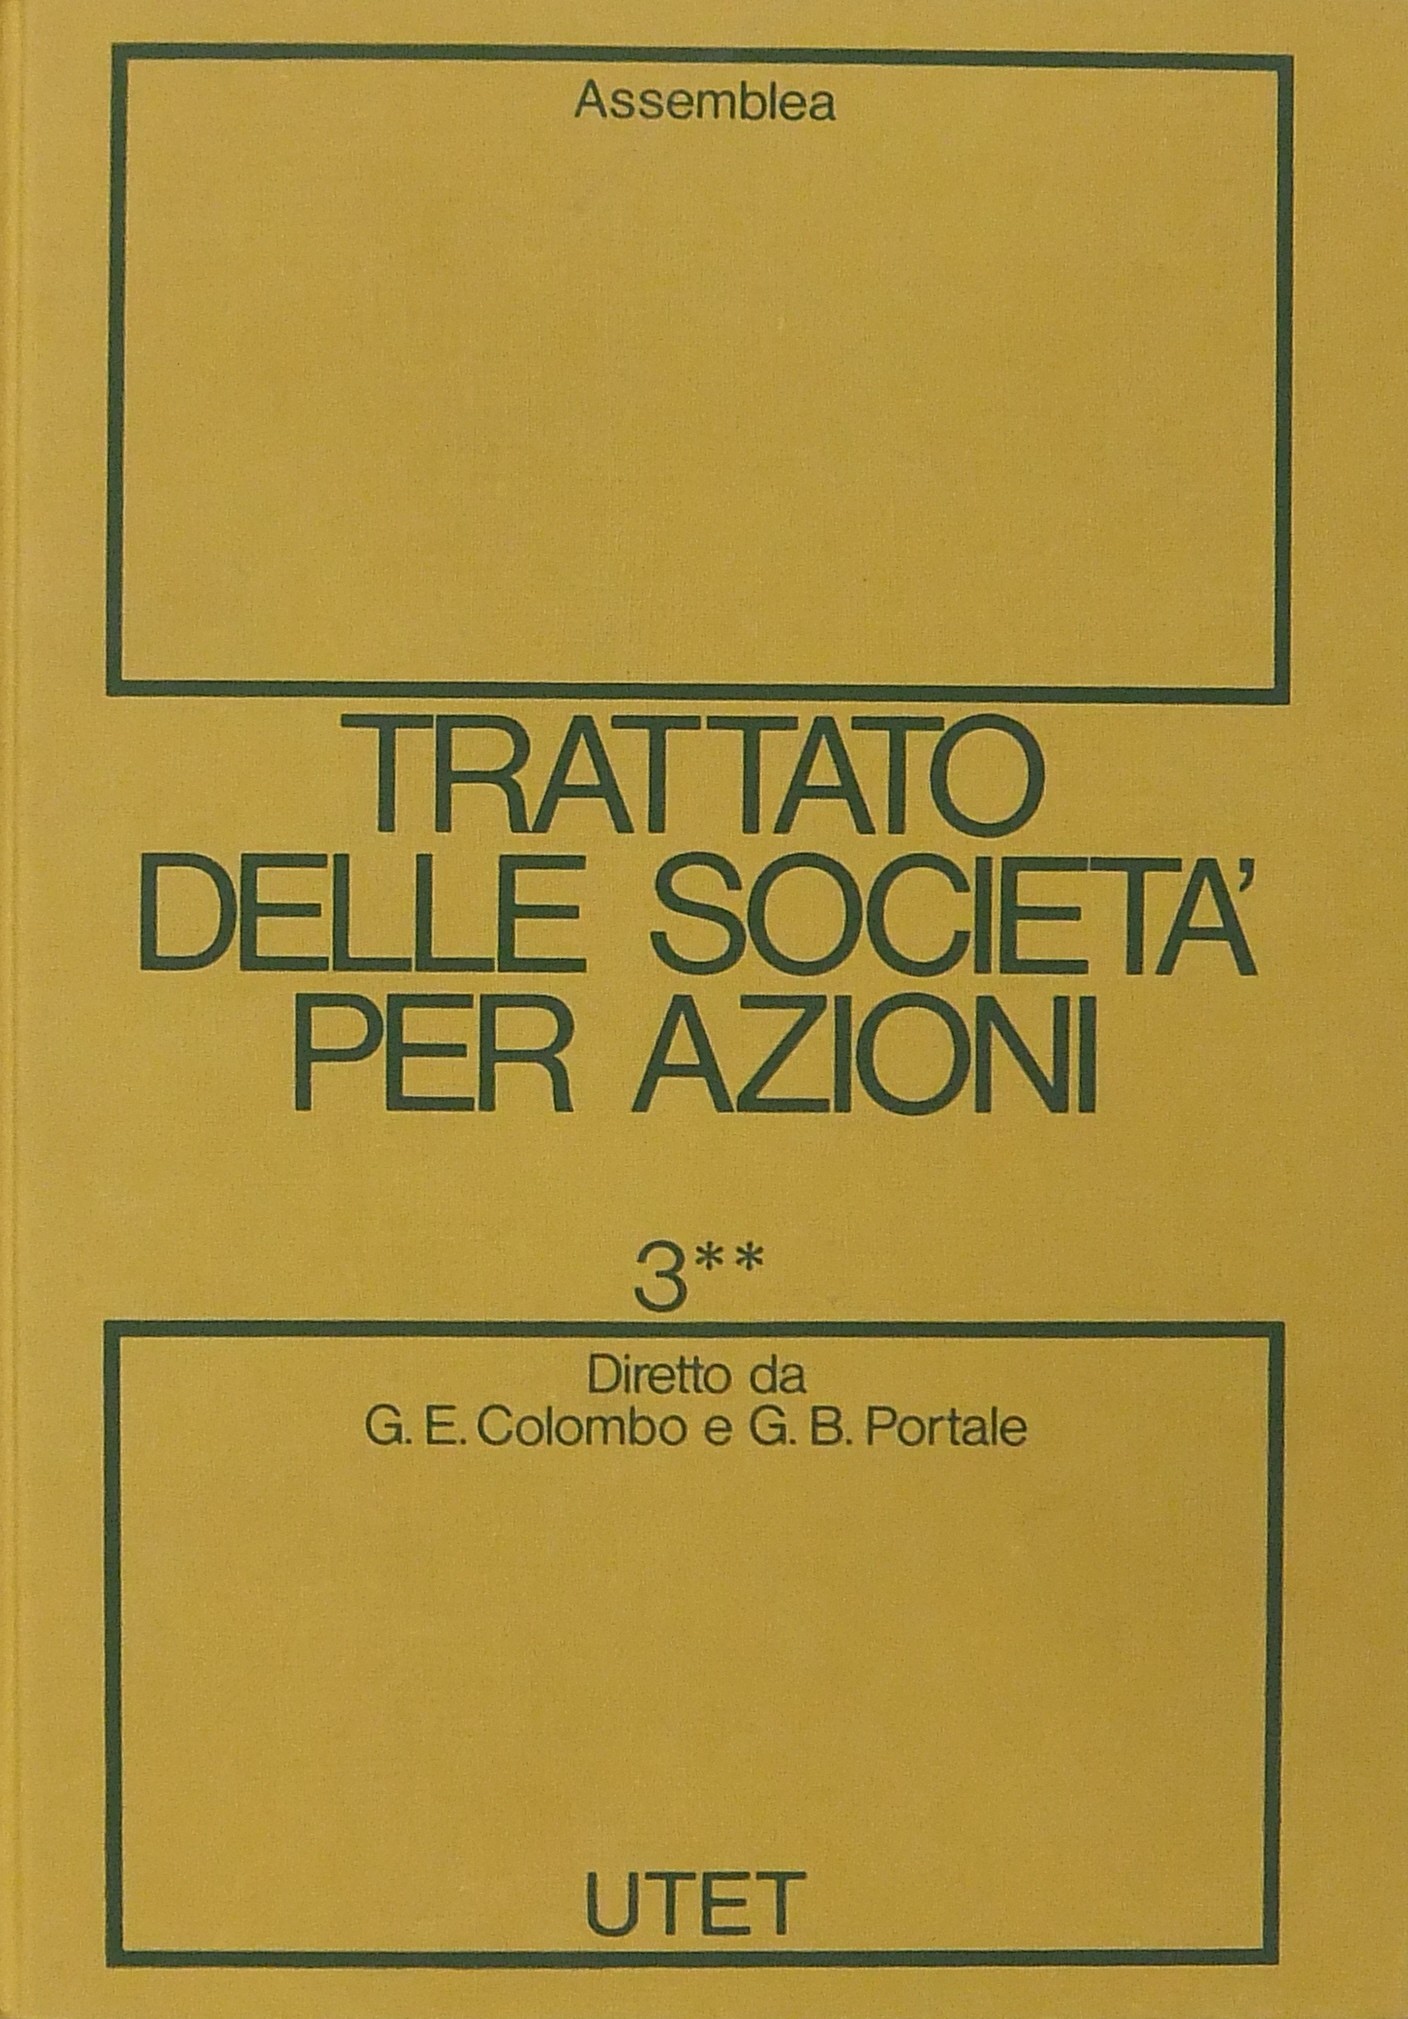 Assemblea
TRATTATO
DELLE SOCIETA'
PER AZIONI
3**
Diretto da
G. E. Colombo e G. B. Portale
UTET